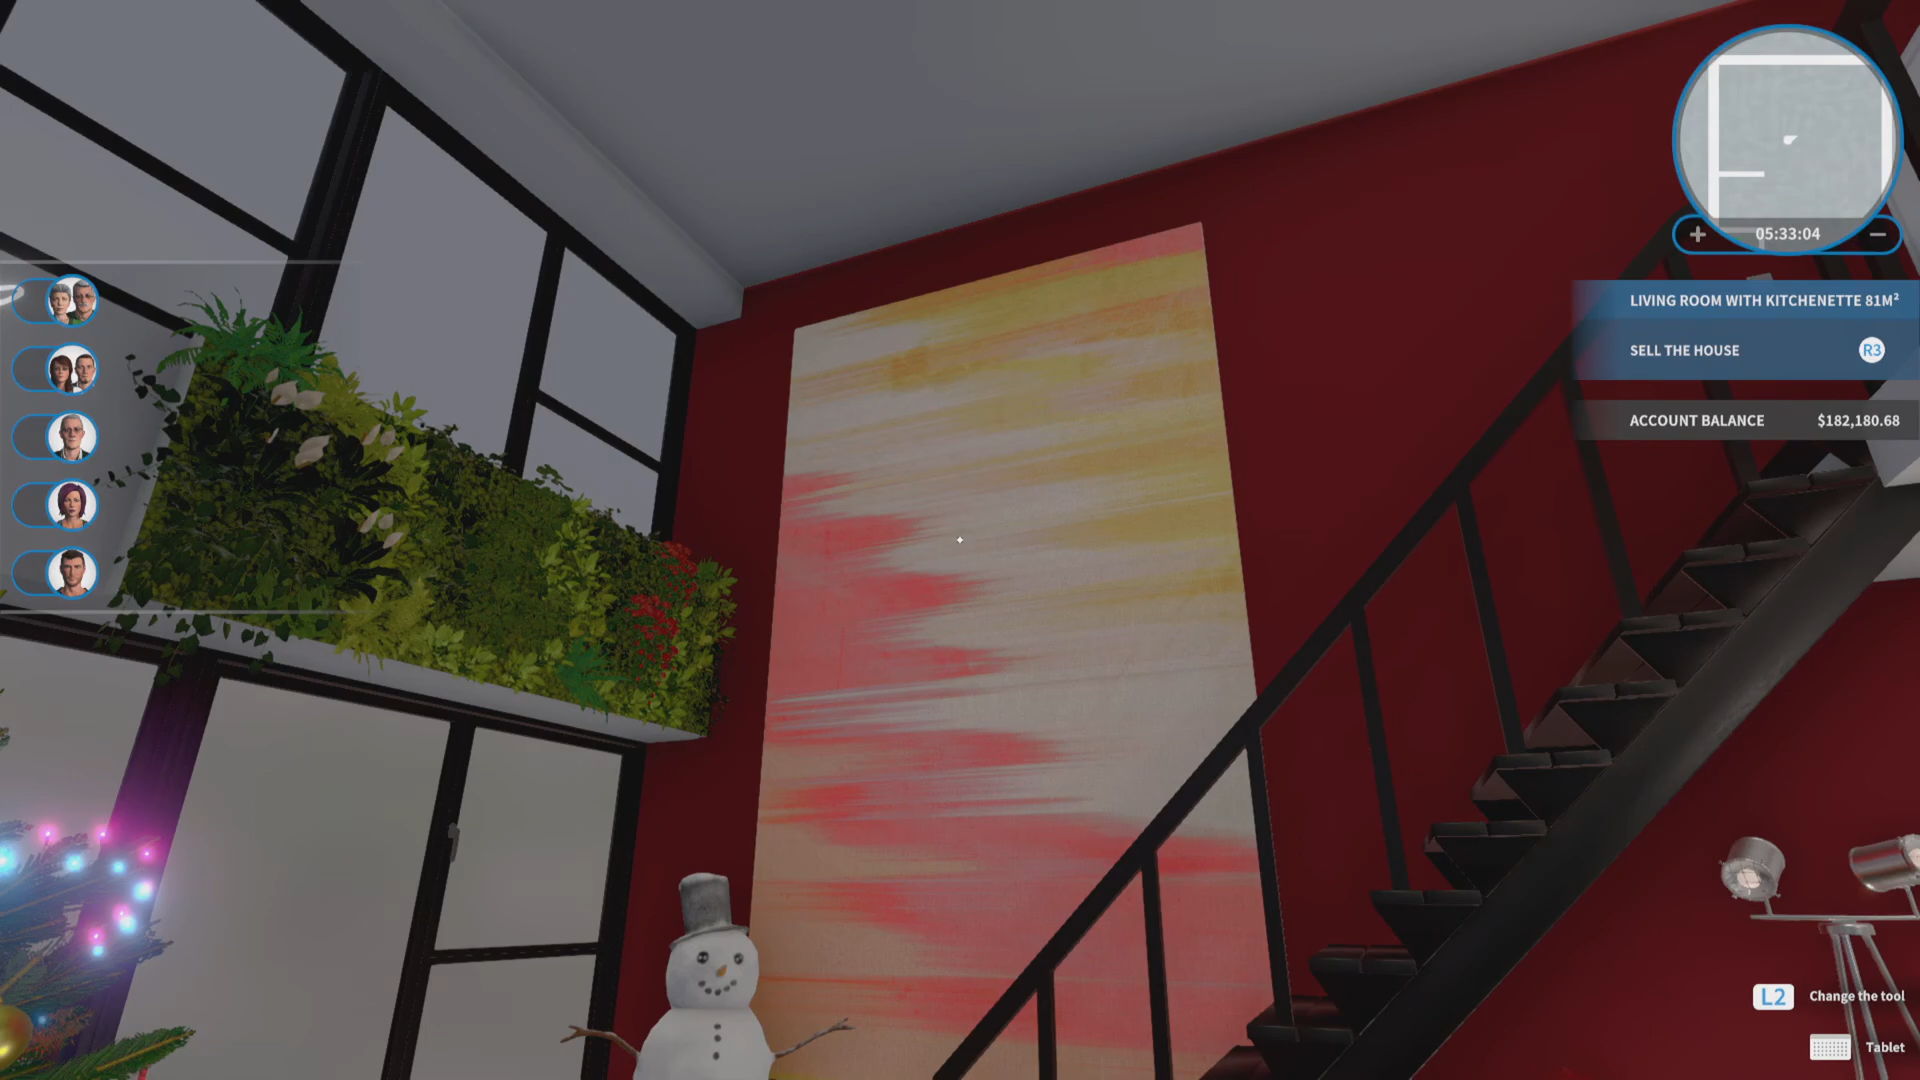 05:33:04
LIVING ROOM WITH KITCHENETTE 81M²
SELL THE HOUSE R3
ACCOUNT BALANCE $182,180.68
L2 Change the tool
Tablet